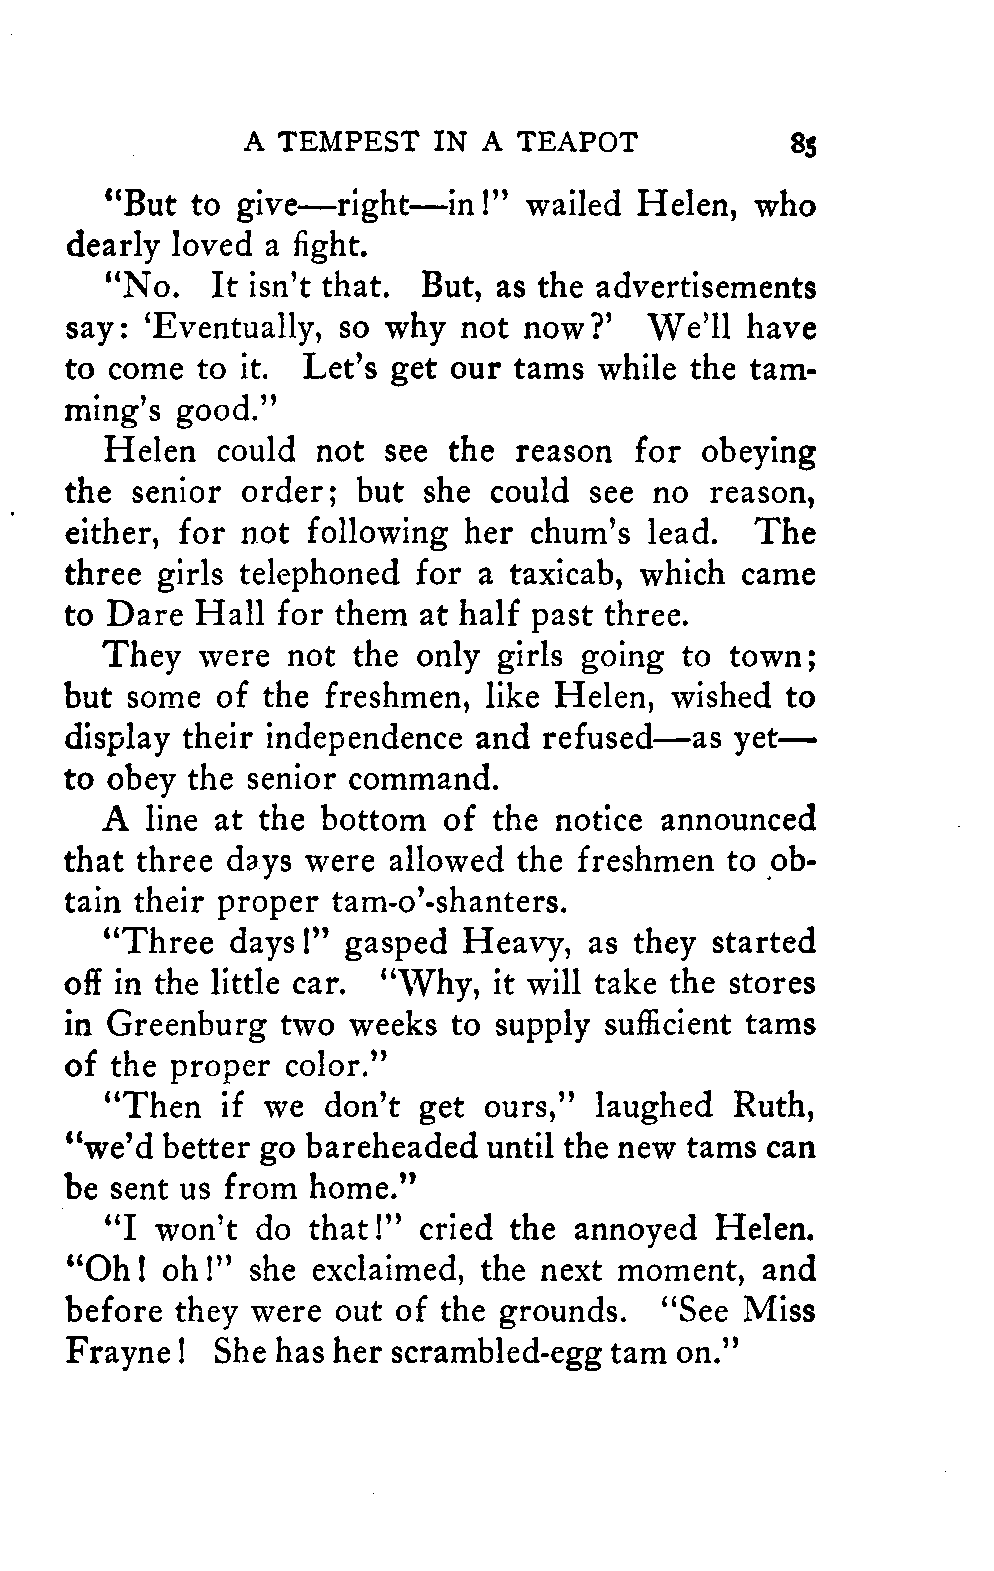 A TEMPEST IN A TEAPOT 85
“But to give—right—in!” wailed Helen, who
dearly loved a fight.
“No. It isn’t that. But, as the advertisements
say: ‘Eventually, so why not now?’ We’ll have
to come to it. Let’s get our tams while the tam-
ming’s good.”
Helen could not see the reason for obeying
the senior order; but she could see no reason,
either, for not following her chum’s lead. The
three girls telephoned for a taxicab, which came
to Dare Hall for them at half past three.
They were not the only girls going to town;
but some of the freshmen, like Helen, wished to
display their independence and refused—as yet—
to obey the senior command.
A line at the bottom of the notice announced
that three days were allowed the freshmen to ob-
tain their proper tam-o’-shanters.
“Three days!” gasped Heavy, as they started
off in the little car. “Why, it will take the stores
in Greenburg two weeks to supply sufficient tams
of the proper color.”
“Then if we don’t get ours,” laughed Ruth,
“we’d better go bareheaded until the new tams can
be sent us from home.”
“I won’t do that!” cried the annoyed Helen.
“Oh! oh!” she exclaimed, the next moment, and
before they were out of the grounds. “See Miss
Frayne! She has her scrambled-egg tam on.”